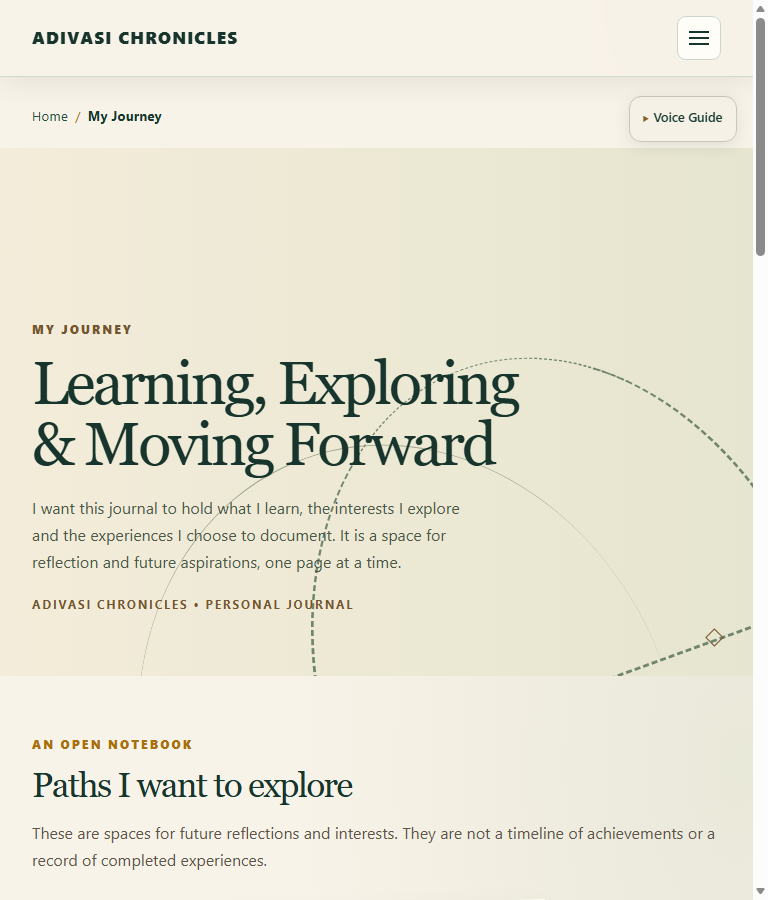 ADIVASI CHRONICLES
Home / My Journey
▸ Voice Guide
MY JOURNEY
Learning, Exploring
& Moving Forward
I want this journal to hold what I learn, the interests I explore
and the experiences I choose to document. It is a space for
reflection and future aspirations, one page at a time.
ADIVASI CHRONICLES • PERSONAL JOURNAL
AN OPEN NOTEBOOK
Paths I want to explore
These are spaces for future reflections and interests. They are not a timeline of achievements or a
record of completed experiences.